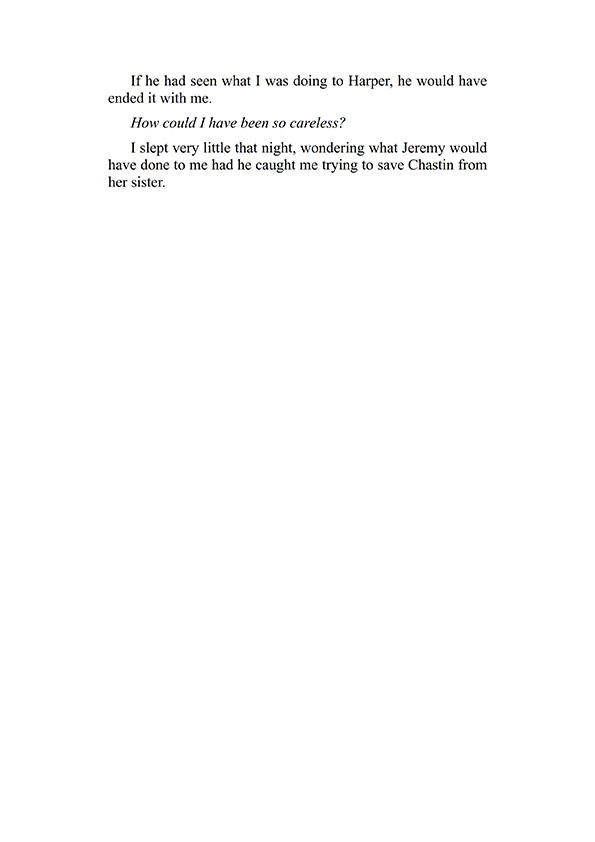 If he had seen what I was doing to Harper, he would have
ended it with me.
How could I have been so careless?
I slept very little that night, wondering what Jeremy would
have done to me had he caught me trying to save Chastin from
her sister.